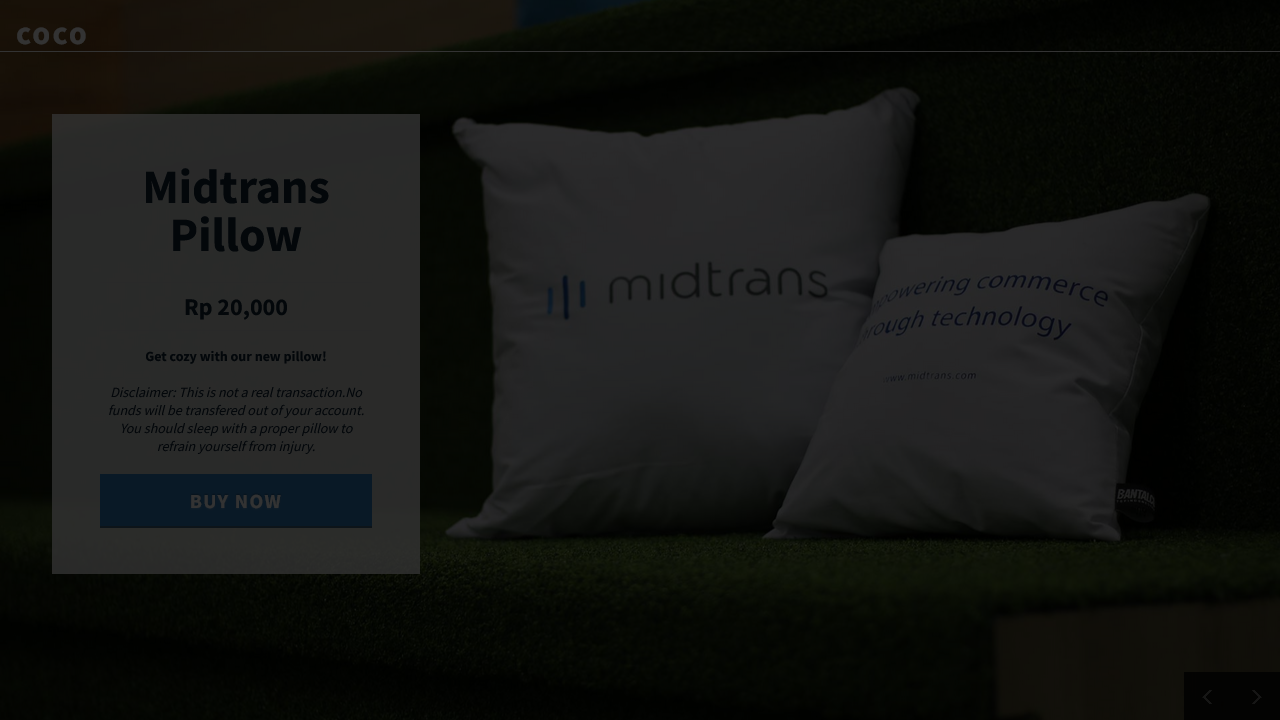 coco
Midtrans
Pillow
Rp 20,000
Get cozy with our new pillow!
Disclaimer: This is not a real transaction.No
funds will be transfered out of your account.
You should sleep with a proper pillow to
refrain yourself from injury.
BUY NOW
midtrans
commerce
technology
www.midtrans.com